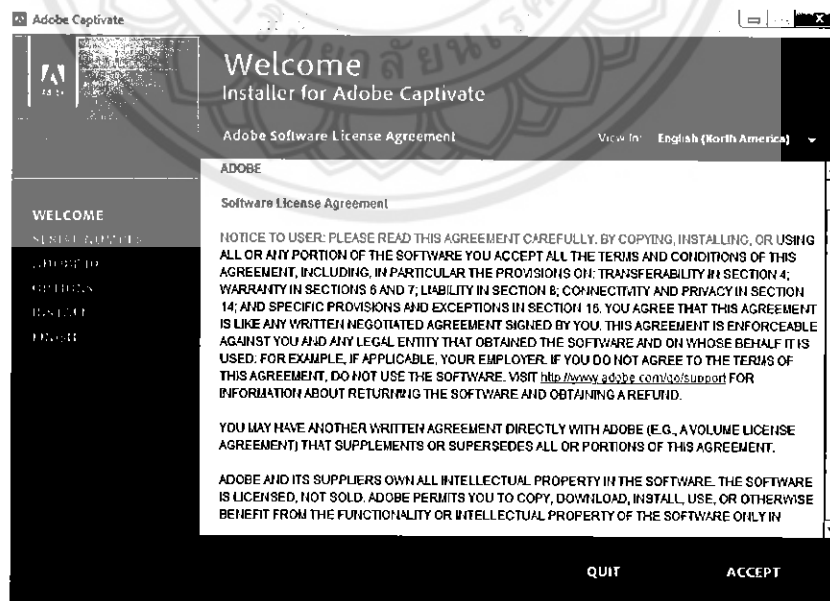 Adobe Captivate
Welcome
Installer for Adobe Captivate
Adobe Software License Agreement
View in: English (North America)
ADOBE
Software License Agreement
WELCOME
OPTIONS
NOTICE TO USER: PLEASE READ THIS AGREEMENT CAREFULLY. BY COPYING, INSTALLING, OR USING
ALL OR ANY PORTION OF THE SOFTWARE YOU ACCEPT ALL THE TERMS AND CONDITIONS OF THIS
AGREEMENT, INCLUDING, IN PARTICULAR THE PROVISIONS ON: TRANSFERABILITY IN SECTION 4;
WARRANTY IN SECTIONS 6 AND 7; LIABILITY IN SECTION 8; CONNECTIVITY AND PRIVACY IN SECTION
14; AND SPECIFIC PROVISIONS AND EXCEPTIONS IN SECTION 16. YOU AGREE THAT THIS AGREEMENT
IS LIKE ANY WRITTEN NEGOTIATED AGREEMENT SIGNED BY YOU. THIS AGREEMENT IS ENFORCEABLE
AGAINST YOU AND ANY LEGAL ENTITY THAT OBTAINED THE SOFTWARE AND ON WHOSE BEHALF IT IS
USED: FOR EXAMPLE, IF APPLICABLE, YOUR EMPLOYER. IF YOU DO NOT AGREE TO THE TERMS OF
THIS AGREEMENT, DO NOT USE THE SOFTWARE. VISIT http://www.adobe.com/go/support FOR
INFORMATION ABOUT RETURNING THE SOFTWARE AND OBTAINING A REFUND.
YOU MAY HAVE ANOTHER WRITTEN AGREEMENT DIRECTLY WITH ADOBE (E.G., A VOLUME LICENSE
AGREEMENT) THAT SUPPLEMENTS OR SUPERSEDES ALL OR PORTIONS OF THIS AGREEMENT.
ADOBE AND ITS SUPPLIERS OWN ALL INTELLECTUAL PROPERTY IN THE SOFTWARE. THE SOFTWARE
IS LICENSED, NOT SOLD. ADOBE PERMITS YOU TO COPY, DOWNLOAD, INSTALL, USE, OR OTHERWISE
BENEFIT FROM THE FUNCTIONALITY OR INTELLECTUAL PROPERTY OF THE SOFTWARE ONLY IN
QUIT
ACCEPT